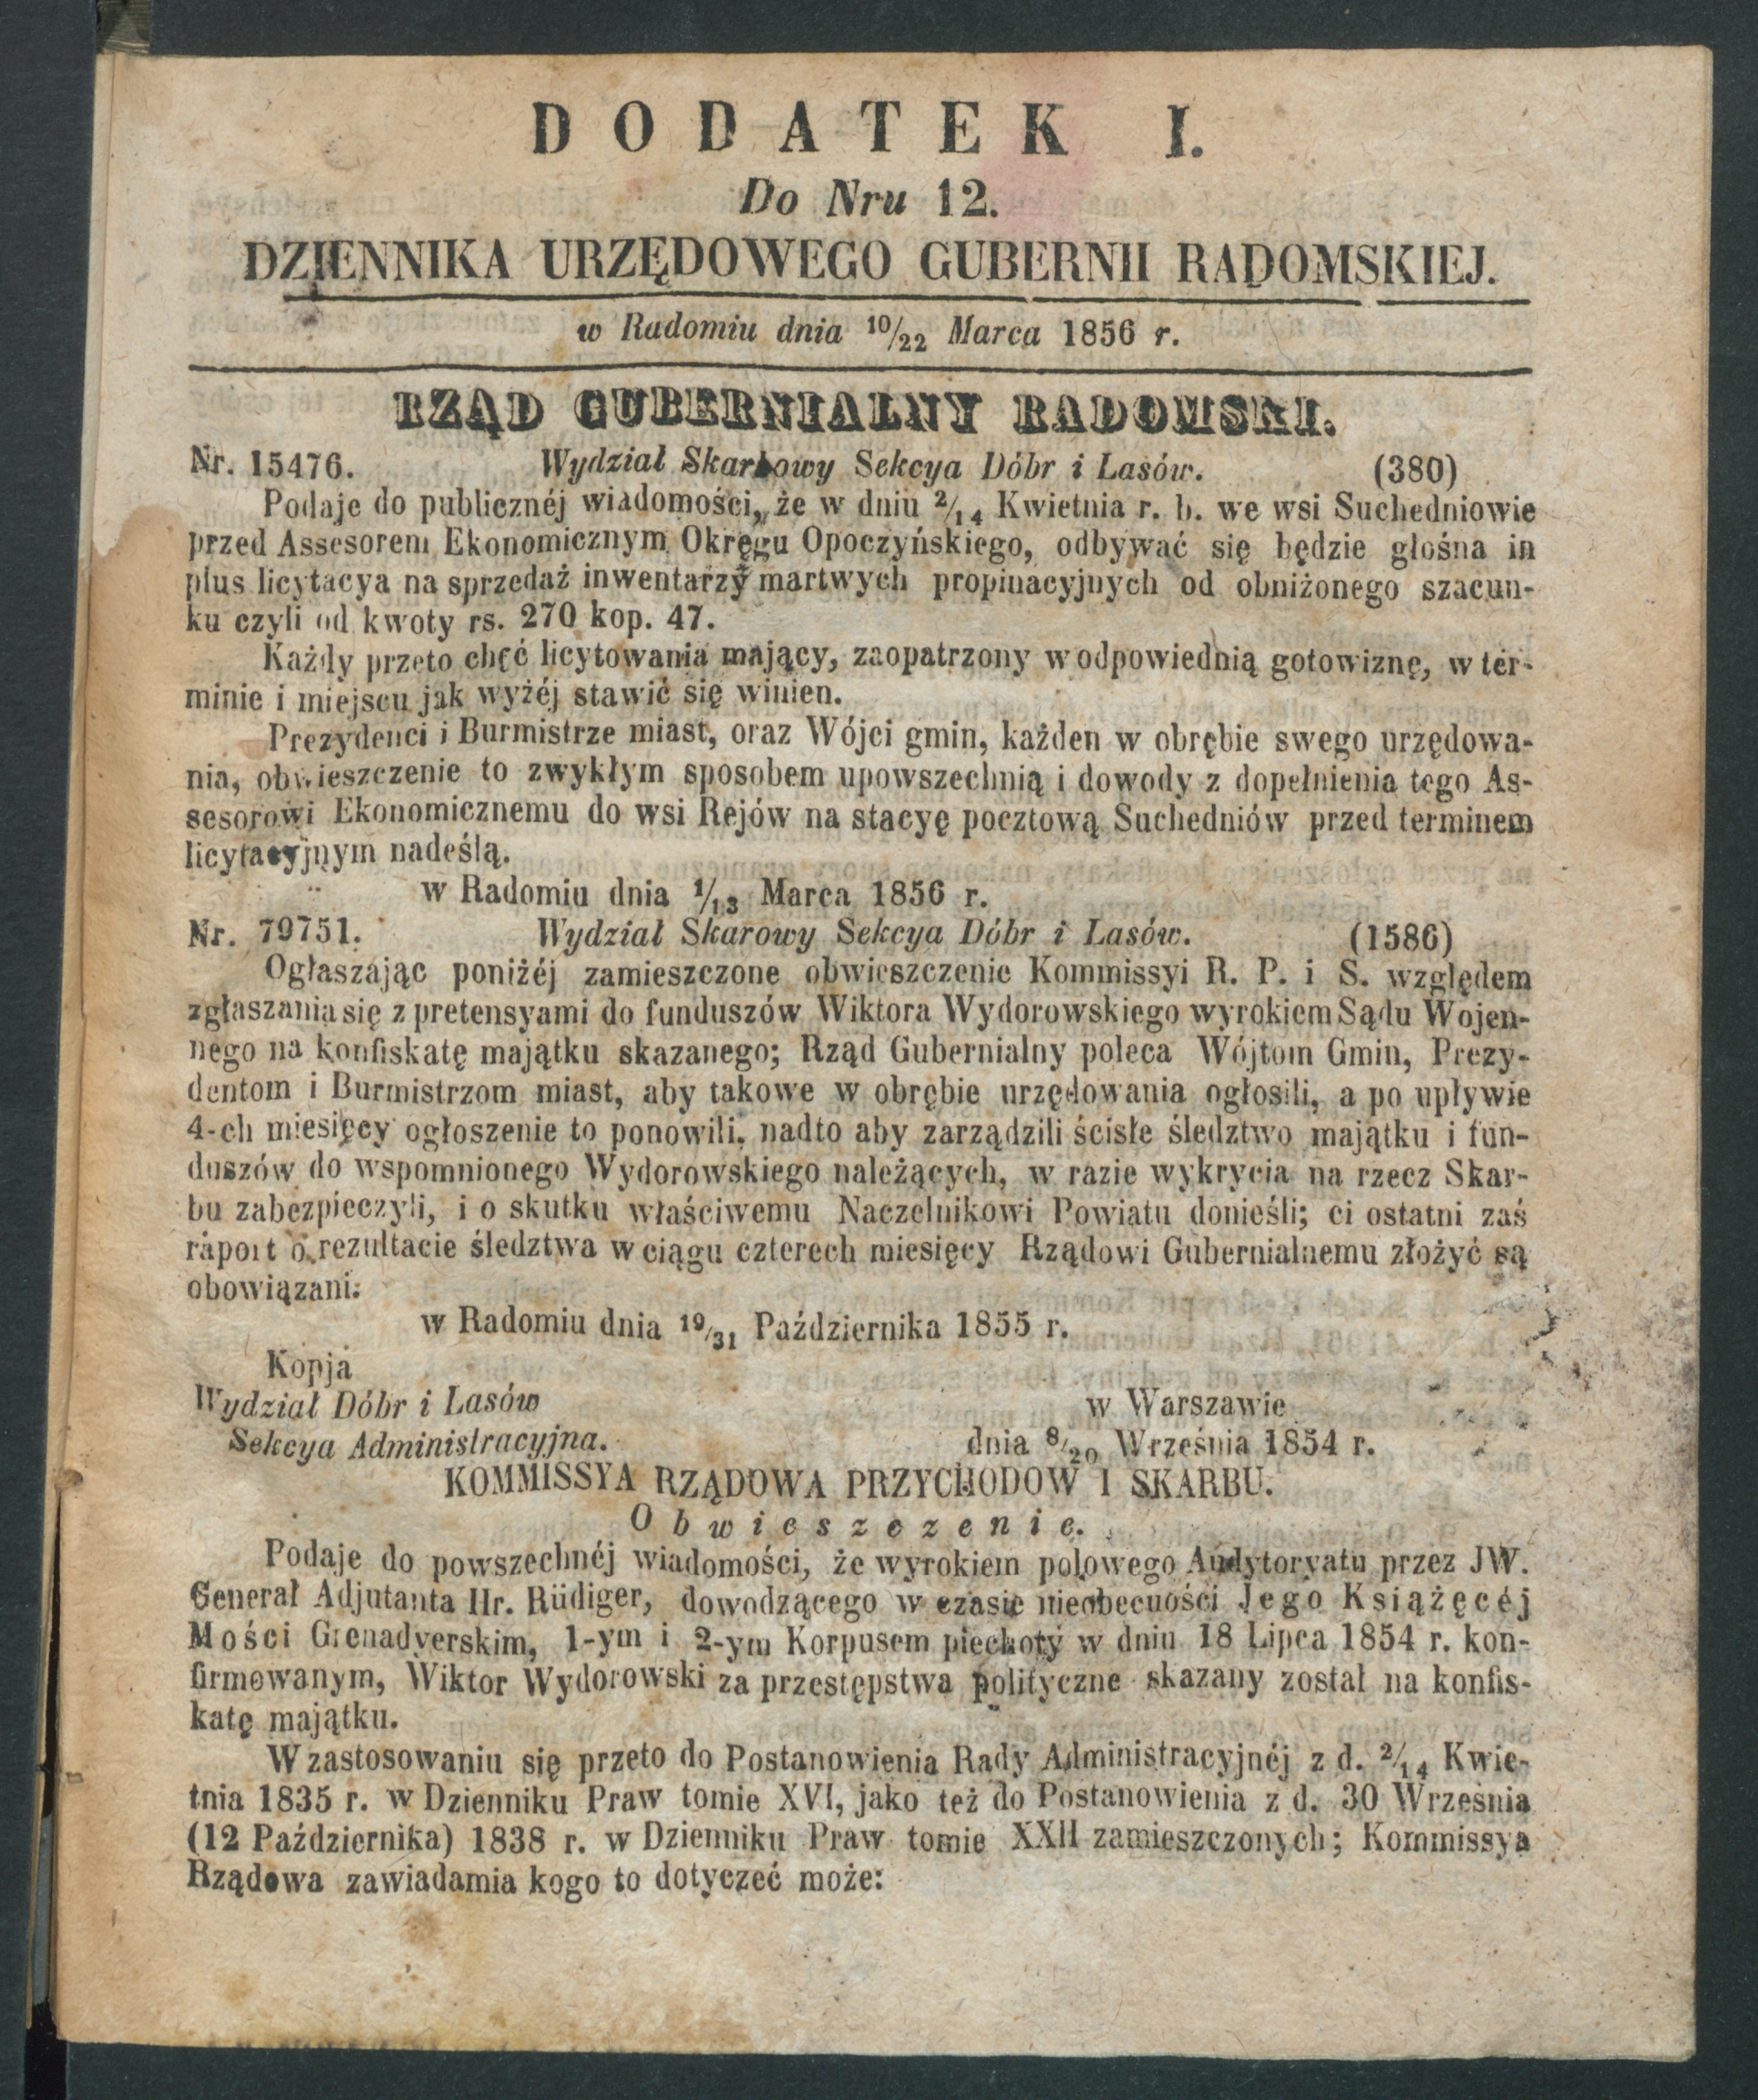 DODATEK I.
Do Nru 12.
DZIENNIKA URZĘDOWEGO GUBERNII RADOMSKIEJ.
w Radomiu dnia 10/22 Marca 1856 r.
RZĄD GUBERNIALNY RADOMSKI.
Nr. 15476. Wydział Skarbowy Sekcya Dóbr i Lasów. (380)
Podaje do publicznéj wiadomości, że w dniu 2/14 Kwietnia r. b. we wsi Suchedniowie
przed Assesorem Ekonomicznym Okręgu Opoczyńskiego, odbywać się będzie głośna in
plus licytacya na sprzedaż inwentarzy martwych propinacyjnych od obniżonego szacun-
ku czyli od kwoty rs. 270 kop. 47.
Każdy przeto chęć licytowania mający, zaopatrzony w odpowiednią gotowiznę, w ter-
minie i miejscu jak wyżéj stawić się winien.
Prezydenci i Burmistrze miast, oraz Wójci gmin, każden w obrębie swego urzędowa-
nia, obwieszczenie to zwykłym sposobem upowszechnią i dowody z dopełnienia tego As-
sesorowi Ekonomicznemu do wsi Rejów na stacyę pocztową Suchedniów przed terminem
licytacyjnym nadeślą.
w Radomiu dnia 1/13 Marca 1856 r.
Nr. 79751. Wydział Skarowy Sekcya Dóbr i Lasów. (1586)
Ogłaszając poniżéj zamieszczone obwieszczenie Kommissyi R. P. i S. względem
zgłaszania się z pretensyami do funduszów Wiktora Wydorowskiego wyrokiem Sądu Wojen-
nego na konfiskatę majątku skazanego; Rząd Gubernialny poleca Wójtom Gmin, Prezy-
dentom i Burmistrzom miast, aby takowe w obrębie urzędowania ogłosili, a po upływie
4-ch miesięcy ogłoszenie to ponowili, nadto aby zarządzili ścisłe śledztwo majątku i fun-
duszów do wspomnionego Wydorowskiego należących, w razie wykrycia na rzecz Skar-
bu zabezpieczyli, i o skutku właściwemu Naczelnikowi Powiatu donieśli; ci ostatni zaś
raport o rezultacie śledztwa w ciągu czterech miesięcy Rządowi Gubernialnemu złożyć są
obowiązani.
w Radomiu dnia 19/31 Października 1855 r.
Kopja
Wydział Dóbr i Lasów w Warszawie
Sekcya Administracyjna. dnia 8/20 Września 1854 r.
KOMMISSYA RZĄDOWA PRZYCHODOW I SKARBU.
Obwieszczenie.
Podaje do powszechnéj wiadomości, że wyrokiem polowego Audytoryatu przez JW.
Generał Adjutanta Hr. Rüdiger, dowodzącego w czasie nieobecności Jego Książęcéj
Mości Grenadyerskim, 1-ym i 2-ym Korpusem piechoty w dniu 18 Lipca 1854 r. kon-
firmowanym, Wiktor Wydorowski za przestępstwa polityczne skazany został na konfis-
katę majątku.
W zastosowaniu się przeto do Postanowienia Rady Administracyjnéj z d. 2/14 Kwie-
tnia 1835 r. w Dzienniku Praw tomie XVI, jako też do Postanowienia z d. 30 Września
(12 Października) 1838 r. w Dzienniku Praw tomie XXII zamieszczonych; Kommissya
Rządowa zawiadamia kogo to dotyczeć może: